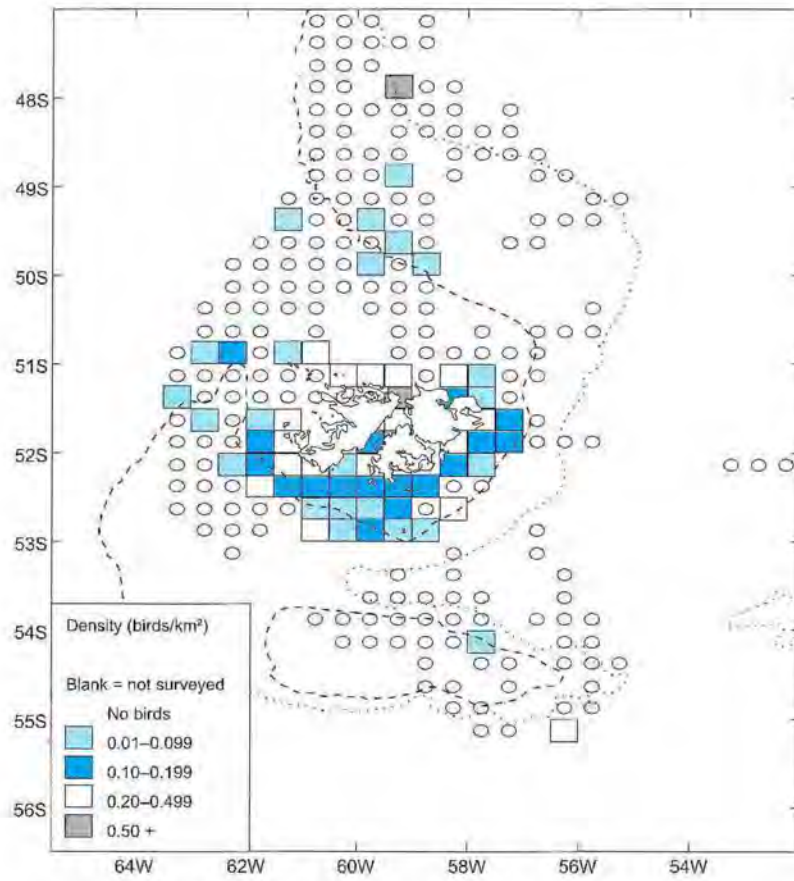 48S
49S
50S
51S
52S
53S
54S
55S
56S
Density (birds/km²)
Blank = not surveyed
No birds
0.01–0.099
0.10–0.199
0.20–0.499
0.50 +
64W 62W 60W 58W 56W 54W